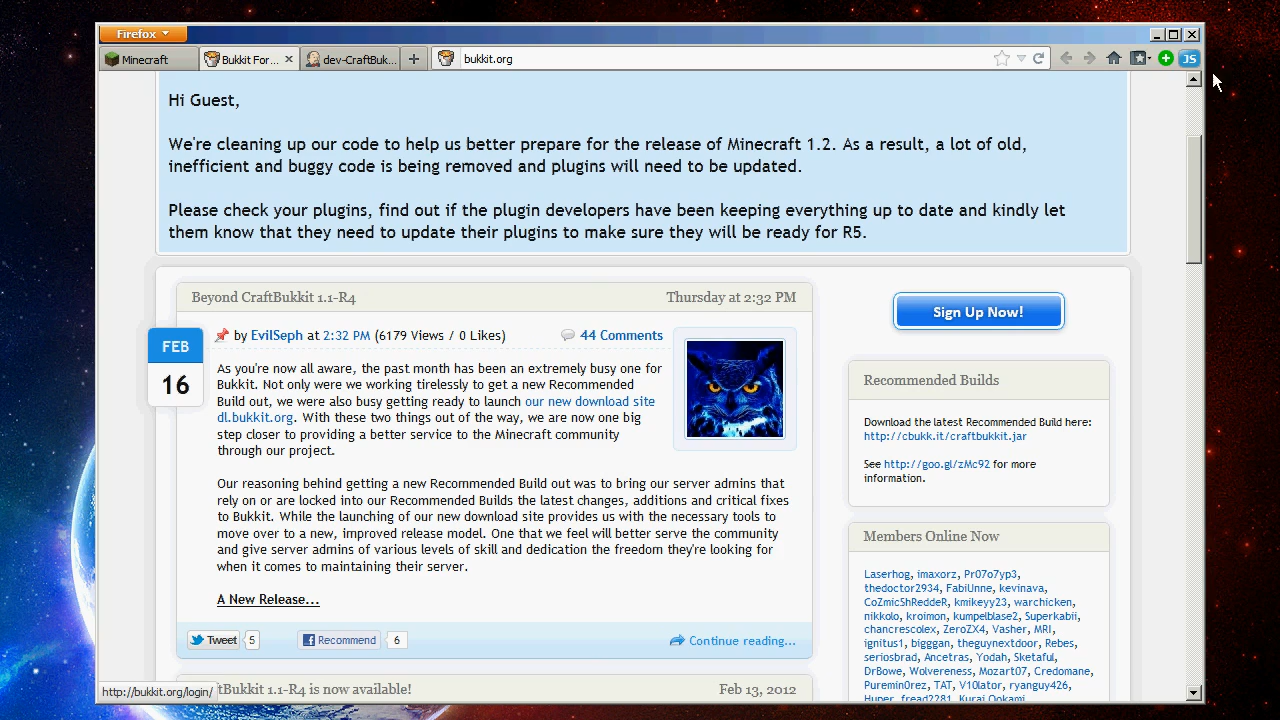 Firefox
Minecraft
Bukkit For...
dev-CraftBuk...
bukkit.org
JS
Hi Guest,
We're cleaning up our code to help us better prepare for the release of Minecraft 1.2. As a result, a lot of old,
inefficient and buggy code is being removed and plugins will need to be updated.
Please check your plugins, find out if the plugin developers have been keeping everything up to date and kindly let
them know that they need to update their plugins to make sure they will be ready for R5.
Beyond CraftBukkit 1.1-R4
Thursday at 2:32 PM
FEB
16
by EvilSeph at 2:32 PM (6179 Views / 0 Likes)
44 Comments
As you're now all aware, the past month has been an extremely busy one for
Bukkit. Not only were we working tirelessly to get a new Recommended
Build out, we were also busy getting ready to launch our new download site
dl.bukkit.org. With these two things out of the way, we are now one big
step closer to providing a better service to the Minecraft community
through our project.
Our reasoning behind getting a new Recommended Build out was to bring our server admins that
rely on or are locked into our Recommended Builds the latest changes, additions and critical fixes
to Bukkit. While the launching of our new download site provides us with the necessary tools to
move over to a new, improved release model. One that we feel will better serve the community
and give server admins of various levels of skill and dedication the freedom they're looking for
when it comes to maintaining their server.
A New Release...
Tweet 5
Recommend 6
Continue reading...
tBukkit 1.1-R4 is now available!
Feb 13, 2012
Sign Up Now!
Recommended Builds
Download the latest Recommended Build here:
http://cbukk.it/craftbukkit.jar
See http://goo.gl/zMc92 for more
information.
Members Online Now
Laserhog, imaxorz, Pr07o7yp3,
thedoctor2934, FabiUnne, kevinava,
CoZmicShReddeR, kmikeyy23, warchicken,
nikkolo, kroimon, kumpelblase2, Superkabii,
chancrescolex, ZeroZX4, Vasher, MRI,
ignitus1, bigggan, theguynextdoor, Rebes,
seriosbrad, Ancetras, Yodah, Sketaful,
DrBowe, Wolvereness, Mozart07, Credomane,
Puremin0rez, TAT, V10lator, ryanguy426,
Huper, fread2281, Kurai Ookami
http://bukkit.org/login/